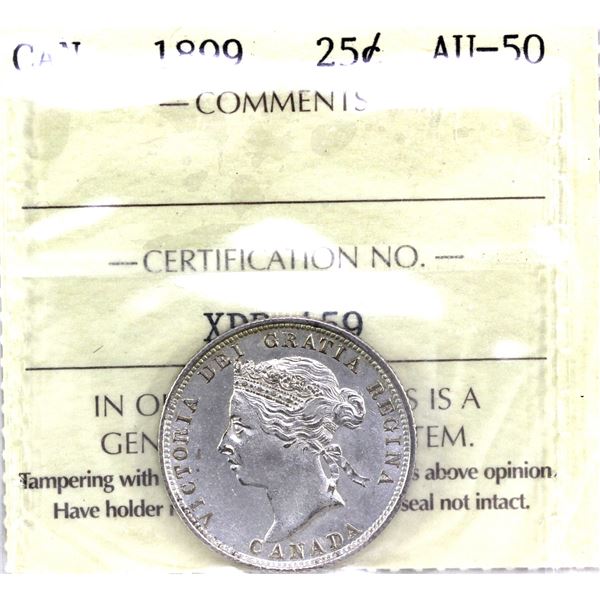 CAN 1899 25¢ AU-50
— COMMENTS
— CERTIFICATION NO. —
IN S IS A
GEN TEM.
Tampering with s above opinion.
Have holder seal not intact.
VICTORIA DEI GRATIA REGINA
CANADA